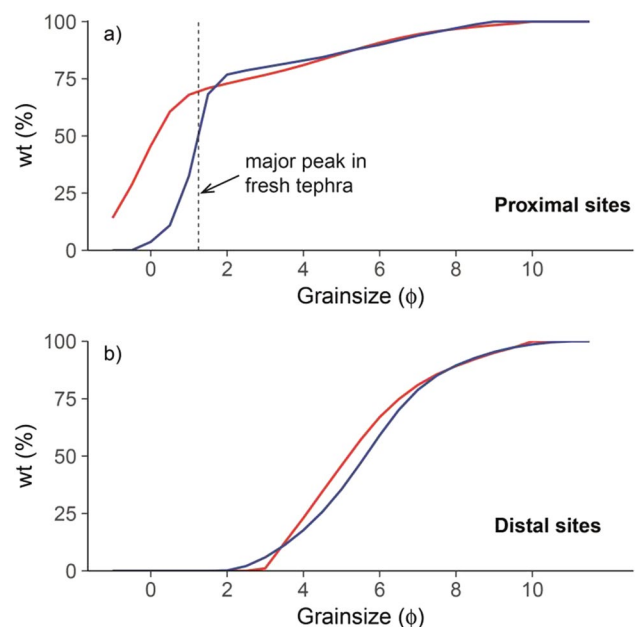 a)
100
75
50
25
0
wt (%)
major peak in
fresh tephra
Proximal sites
0 2 4 6 8 10
Grainsize (ϕ)
b)
100
75
50
25
0
wt (%)
Distal sites
0 2 4 6 8 10
Grainsize (ϕ)